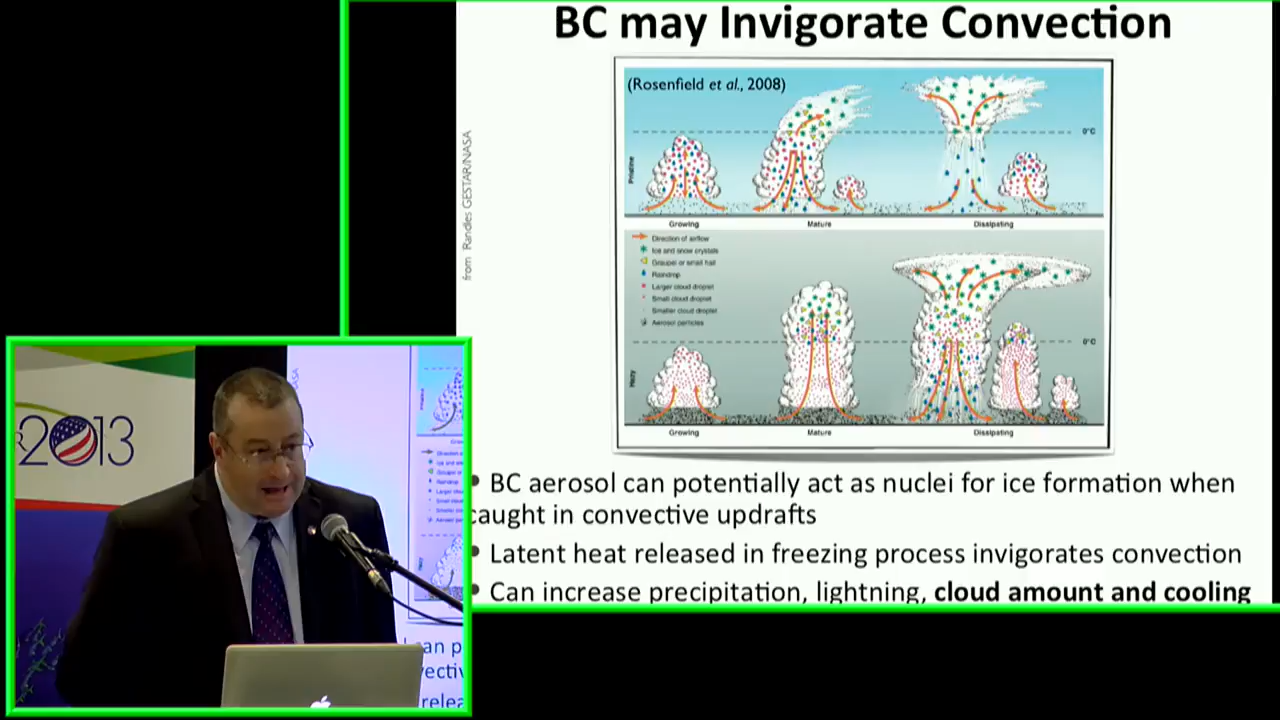 BC may Invigorate Convection
(Rosenfield et al., 2008)
0°C
Pristine
Growing
Mature
Dissipating
Direction of airflow
Ice and snow crystals
Graupel or small hail
Raindrop
Larger cloud droplet
Small cloud droplet
Smaller cloud droplet
Aerosol particles
0°C
Hazy
Growing
Mature
Dissipating
from Randles GESTAR/NASA
• BC aerosol can potentially act as nuclei for ice formation when
caught in convective updrafts
• Latent heat released in freezing process invigorates convection
• Can increase precipitation, lightning, cloud amount and cooling
2013